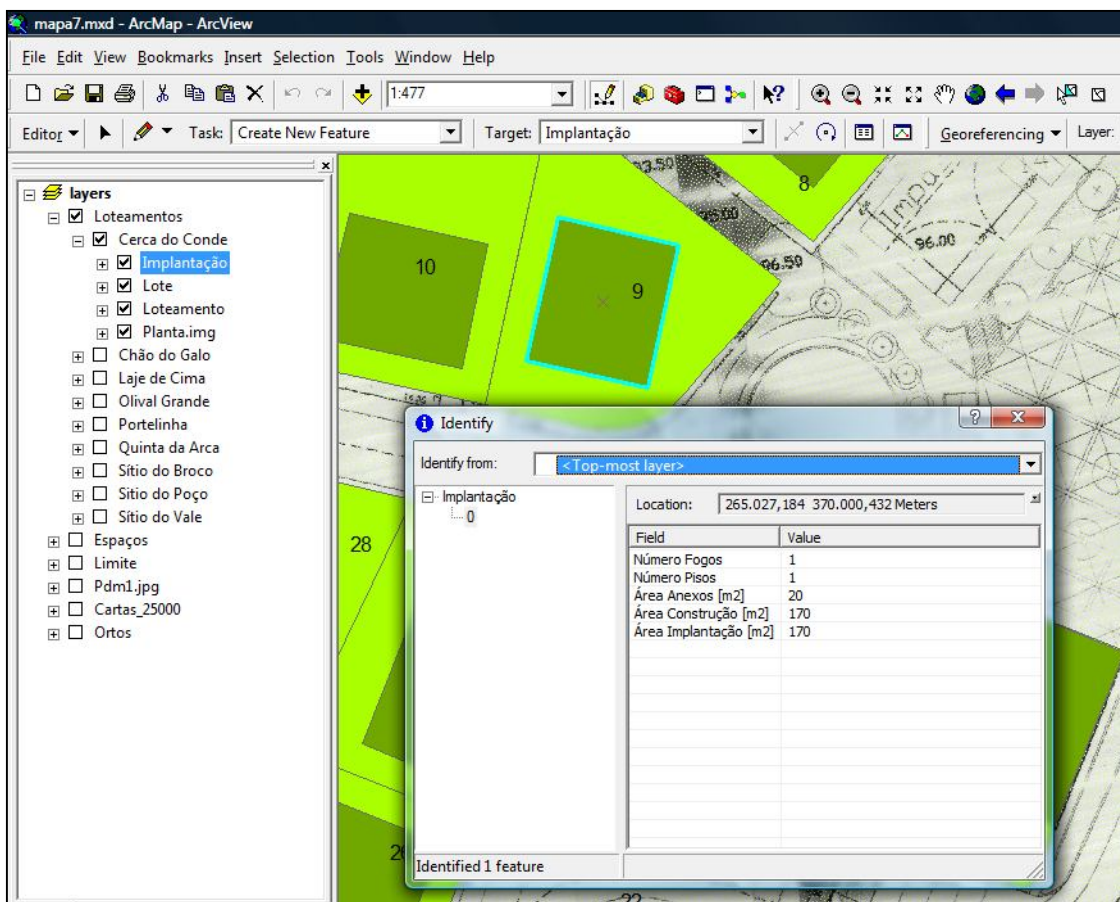 mapa7.mxd - ArcMap - ArcView
File Edit View Bookmarks Insert Selection Tools Window Help
1:477
Editor Task: Create New Feature Target: Implantação Georeferencing Layer:
layers
Loteamentos
Cerca do Conde
Implantação
Lote
Loteamento
Planta.img
Chão do Galo
Laje de Cima
Olival Grande
Portelinha
Quinta da Arca
Sítio do Broco
Sitio do Poço
Sítio do Vale
Espaços
Limite
Pdm1.jpg
Cartas_25000
Ortos
93.50
8
Impla
96.00
96.50
10
9
28
22
Identify
Identify from: <Top-most layer>
Implantação
0
Location: 265.027,184 370.000,432 Meters
Field Value
Número Fogos 1
Número Pisos 1
Área Anexos [m2] 20
Área Construção [m2] 170
Área Implantação [m2] 170
Identified 1 feature